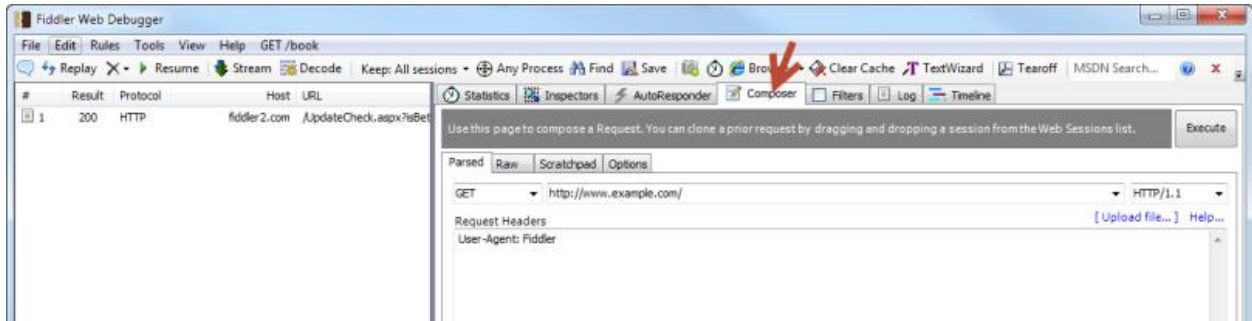 Fiddler Web Debugger
File Edit Rules Tools View Help GET /book
Replay Resume Stream Decode Keep: All sessions Any Process Find Save Clear Cache TextWizard Tearoff MSDN Search...
# Result Protocol Host URL
1 200 HTTP fiddler2.com /UpdateCheck.aspx?isBet
Statistics Inspectors AutoResponder Composer Filters Log Timeline
Use this page to compose a Request. You can clone a prior request by dragging and dropping a session from the Web Sessions list.
Execute
Parsed Raw Scratchpad Options
GET http://www.example.com/ HTTP/1.1
Request Headers [ Upload file... ] Help...
User-Agent: Fiddler